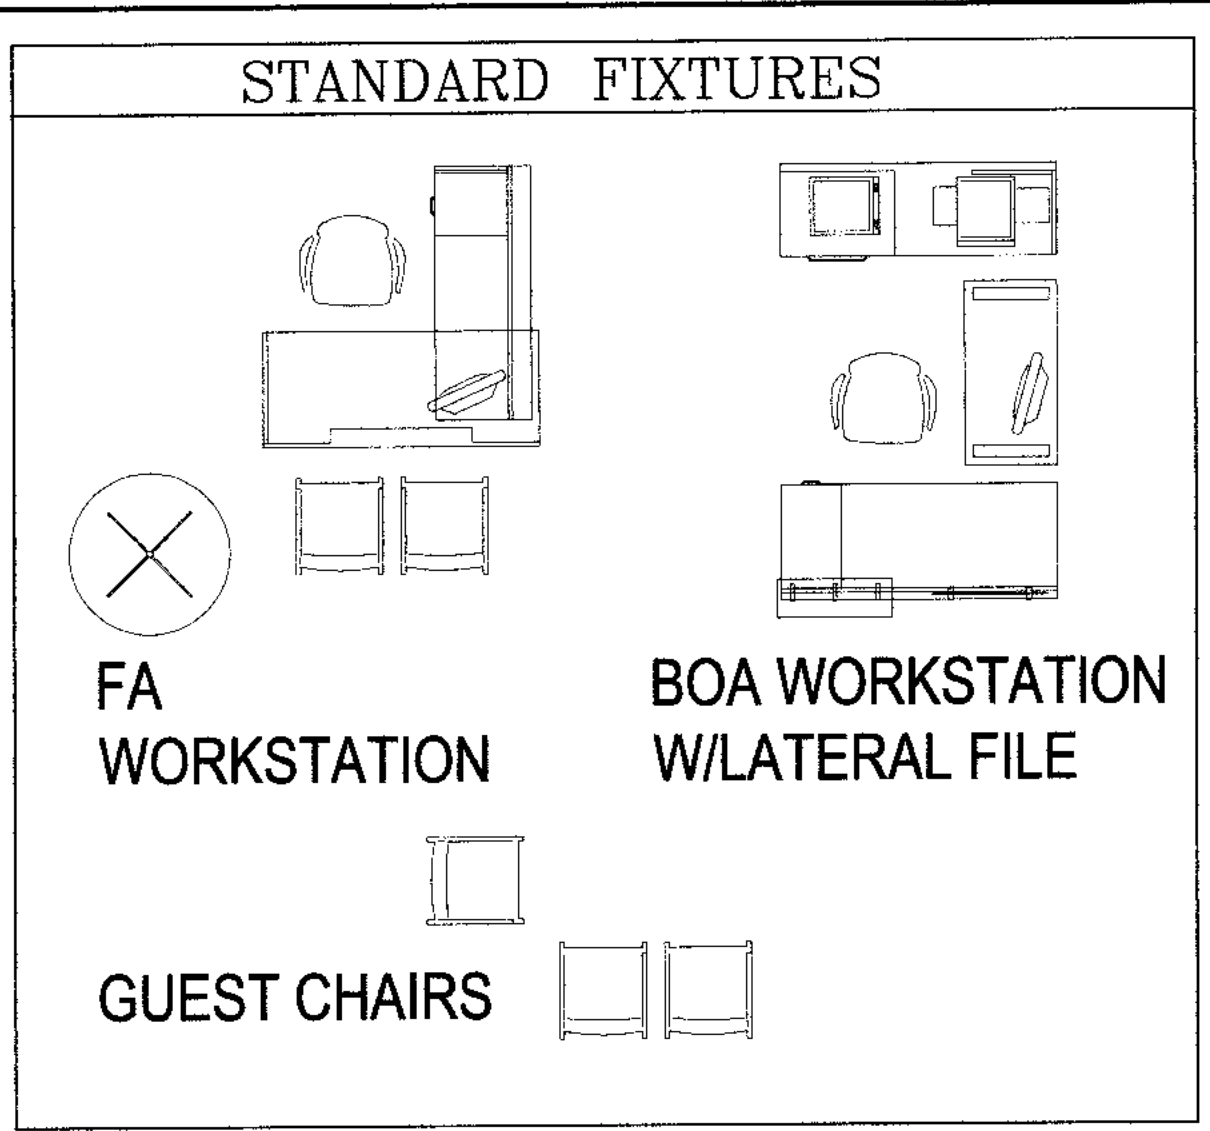 STANDARD FIXTURES
FA
WORKSTATION
BOA WORKSTATION
W/LATERAL FILE
GUEST CHAIRS